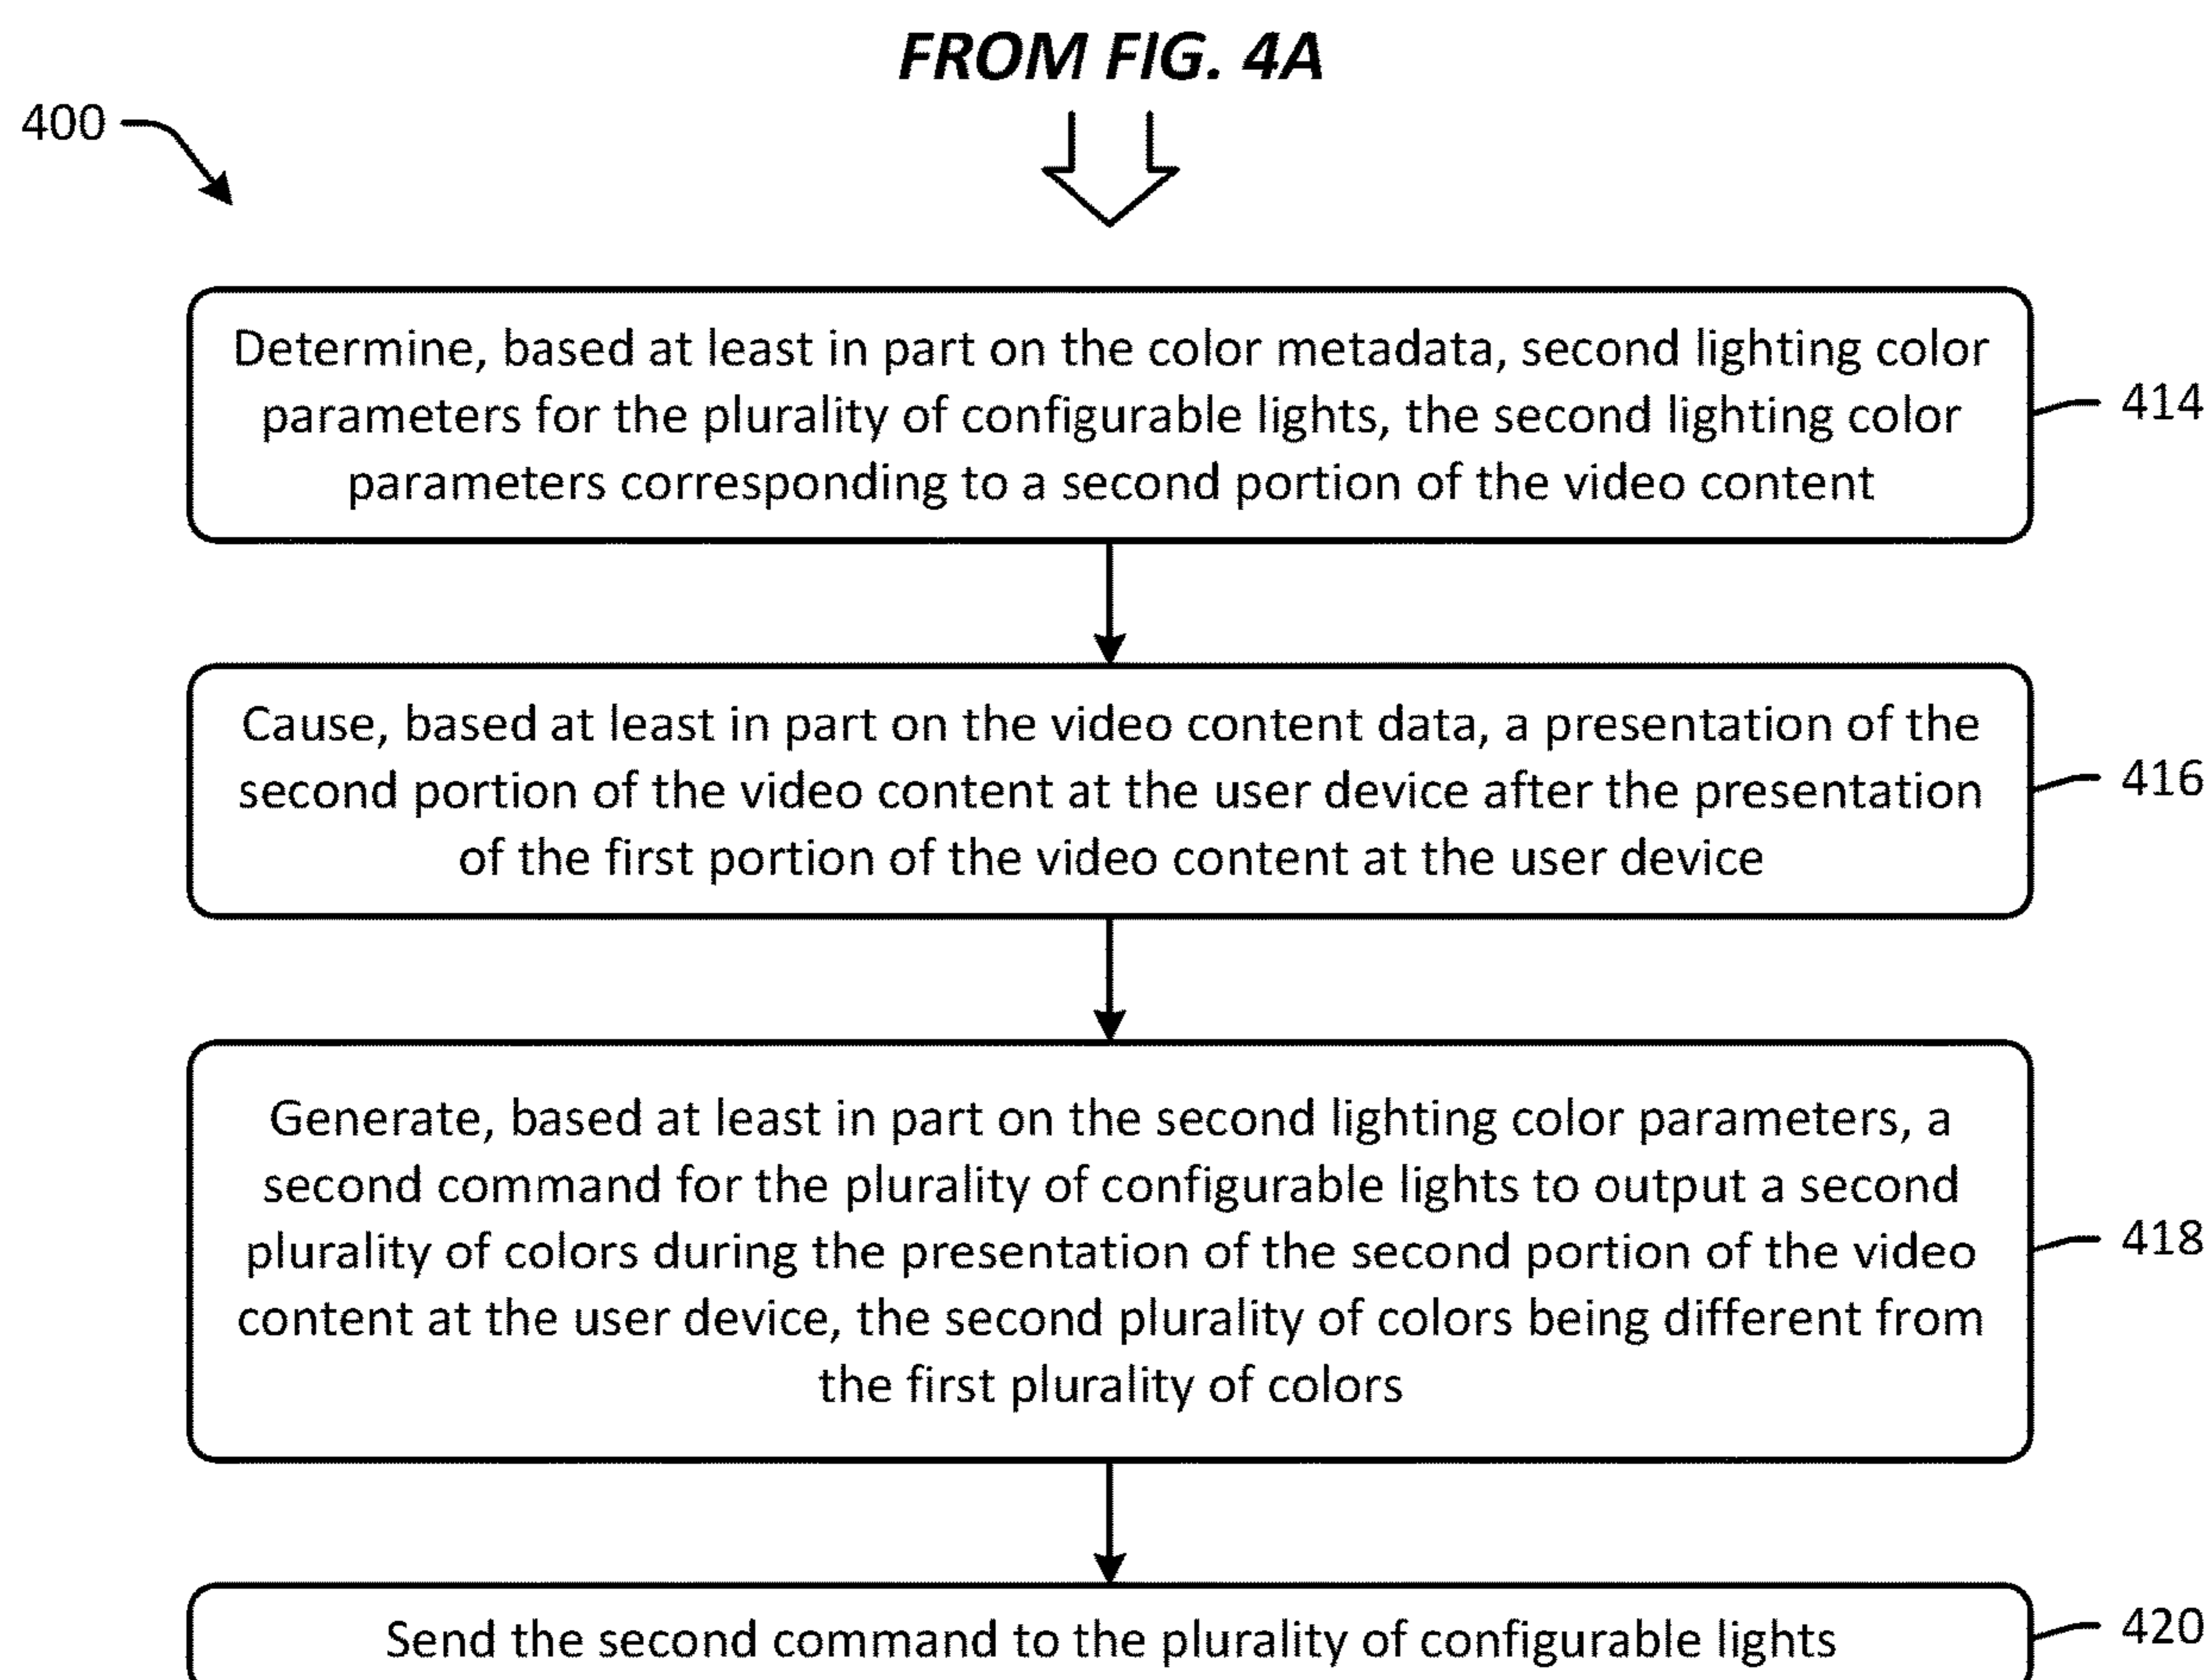 FROM FIG. 4A
400
Determine, based at least in part on the color metadata, second lighting color
parameters for the plurality of configurable lights, the second lighting color
parameters corresponding to a second portion of the video content
414
Cause, based at least in part on the video content data, a presentation of the
second portion of the video content at the user device after the presentation
of the first portion of the video content at the user device
416
Generate, based at least in part on the second lighting color parameters, a
second command for the plurality of configurable lights to output a second
plurality of colors during the presentation of the second portion of the video
content at the user device, the second plurality of colors being different from
the first plurality of colors
418
Send the second command to the plurality of configurable lights
420